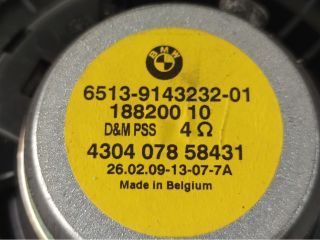 BMW
6513-9143232-01
188200 10
D&M PSS 4 Ω
4304 078 58431
26.02.09-13-07-7A
Made in Belgium